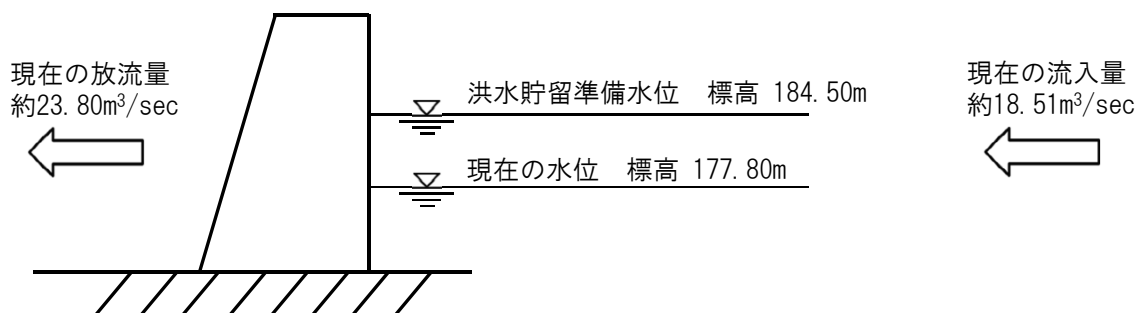 現在の放流量
約23.80m³/sec
洪水貯留準備水位 標高 184.50m
現在の水位 標高 177.80m
現在の流入量
約18.51m³/sec